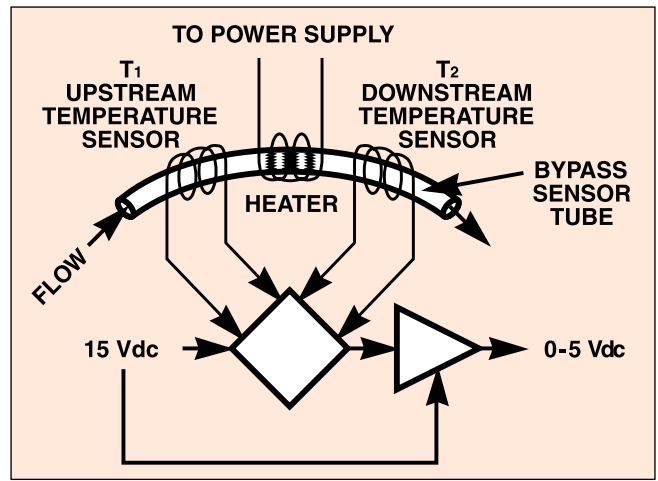 TO POWER SUPPLY
T1
UPSTREAM
TEMPERATURE
SENSOR
T2
DOWNSTREAM
TEMPERATURE
SENSOR
HEATER
BYPASS
SENSOR
TUBE
FLOW
15 Vdc
0-5 Vdc